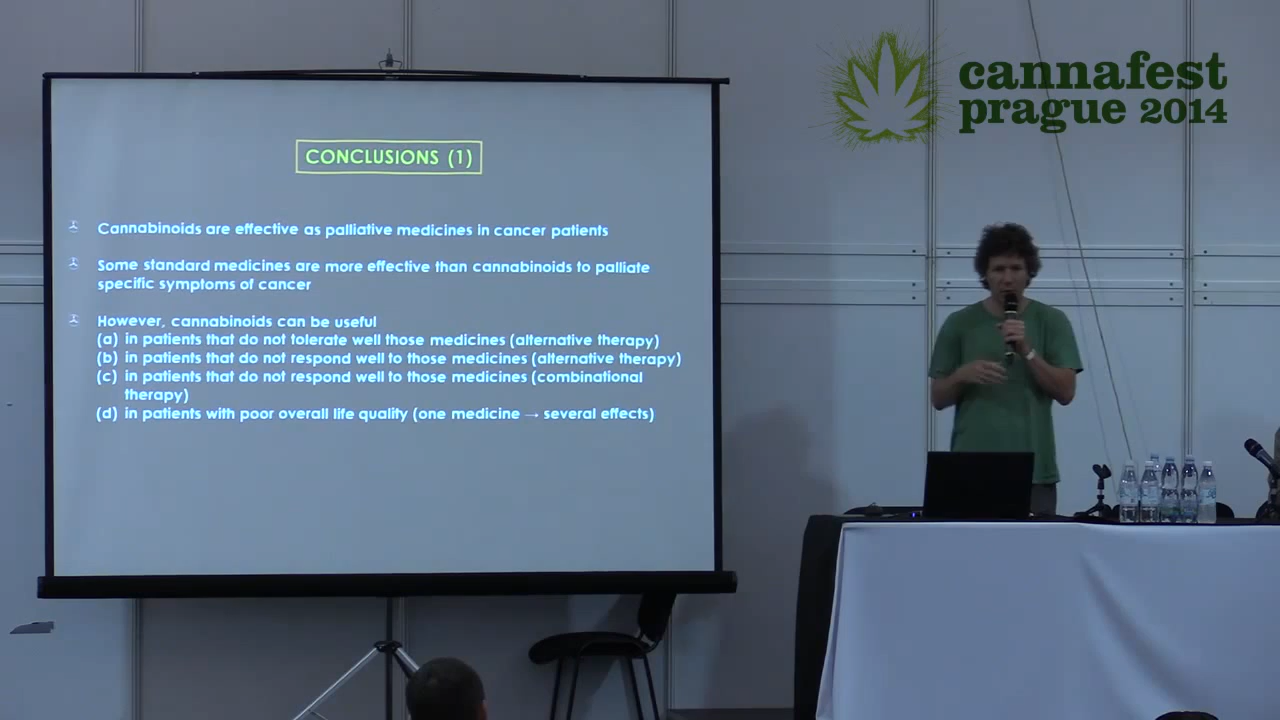 cannafest
prague 2014
CONCLUSIONS (1)
Cannabinoids are effective as palliative medicines in cancer patients
Some standard medicines are more effective than cannabinoids to palliate
specific symptoms of cancer
However, cannabinoids can be useful
(a) in patients that do not tolerate well those medicines (alternative therapy)
(b) in patients that do not respond well to those medicines (alternative therapy)
(c) in patients that do not respond well to those medicines (combinational
therapy)
(d) in patients with poor overall life quality (one medicine → several effects)